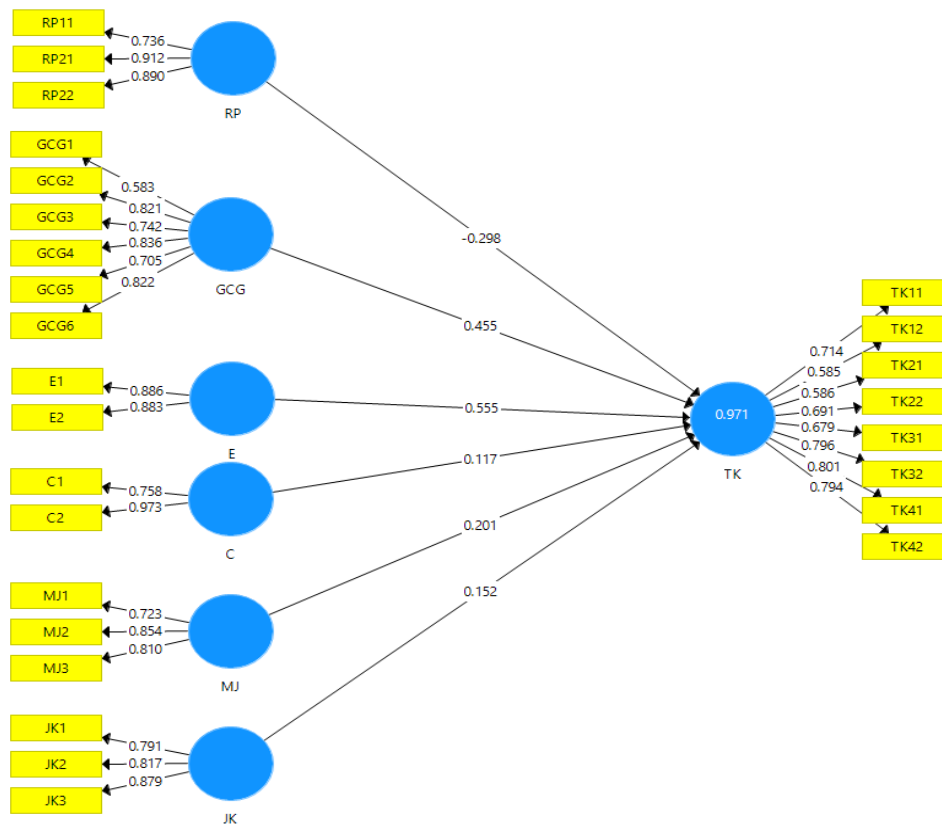 RP11
RP21
RP22
0.736
0.912
0.890
RP
GCG1
GCG2
GCG3
GCG4
GCG5
GCG6
0.583
0.821
0.742
0.836
0.705
0.822
GCG
E1
E2
0.886
0.883
E
C1
C2
0.758
0.973
C
MJ1
MJ2
MJ3
0.723
0.854
0.810
MJ
JK1
JK2
JK3
0.791
0.817
0.879
JK
-0.298
0.455
0.555
0.117
0.201
0.152
0.971
TK
0.714
0.585
0.586
0.691
0.679
0.796
0.801
0.794
TK11
TK12
TK21
TK22
TK31
TK32
TK41
TK42